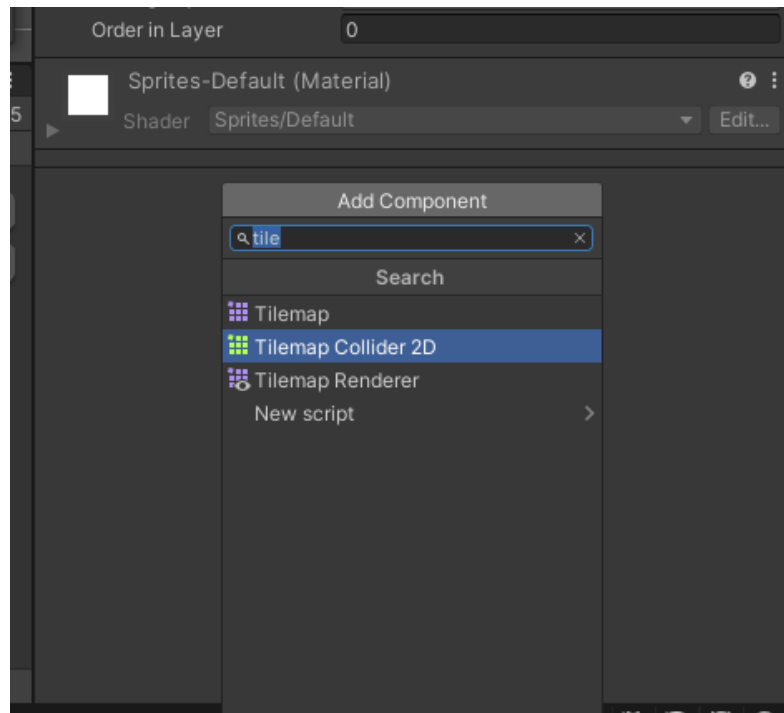 Order in Layer 0
Sprites-Default (Material)
5
Shader Sprites/Default Edit...
Add Component
tile
Search
Tilemap
Tilemap Collider 2D
Tilemap Renderer
New script